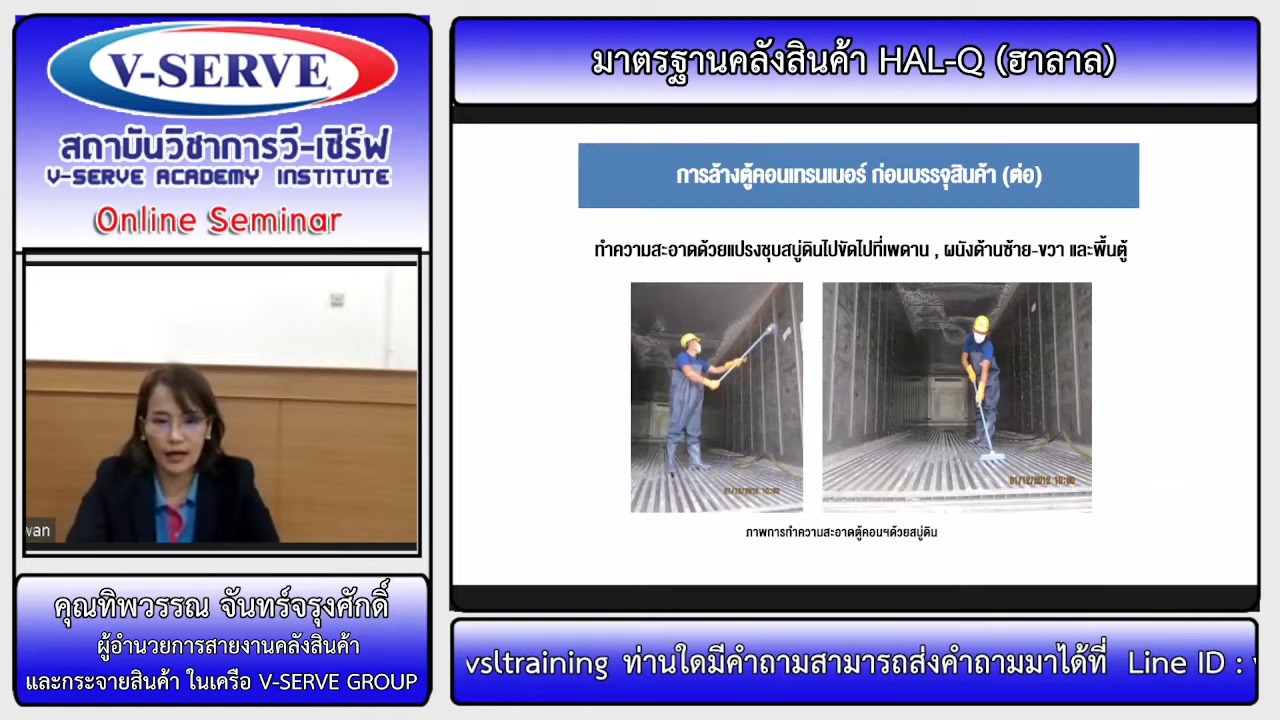 V-SERVE
สถาบันวิชาการวี-เซิร์ฟ
V-SERVE ACADEMY INSTITUTE
Online Seminar
wan
คุณทิพวรรณ จันทร์จรุงศักดิ์
ผู้อำนวยการสายงานคลังสินค้า
และกระจายสินค้า ในเครือ V-SERVE GROUP
มาตรฐานคลังสินค้า HAL-Q (ฮาลาล)
การล้างตู้คอนเทรนเนอร์ ก่อนบรรจุสินค้า (ต่อ)
ทำความสะอาดด้วยแปรงชุบสบู่ดินไปขัดไปที่เพดาน , ผนังด้านซ้าย-ขวา และพื้นตู้
01/12/2012 10:00
01/12/2012 10:00
ภาพการทำความสะอาดตู้คอนฯด้วยสบู่ดิน
vsltraining ท่านใดมีคำถามสามารถส่งคำถามมาได้ที่ Line ID :